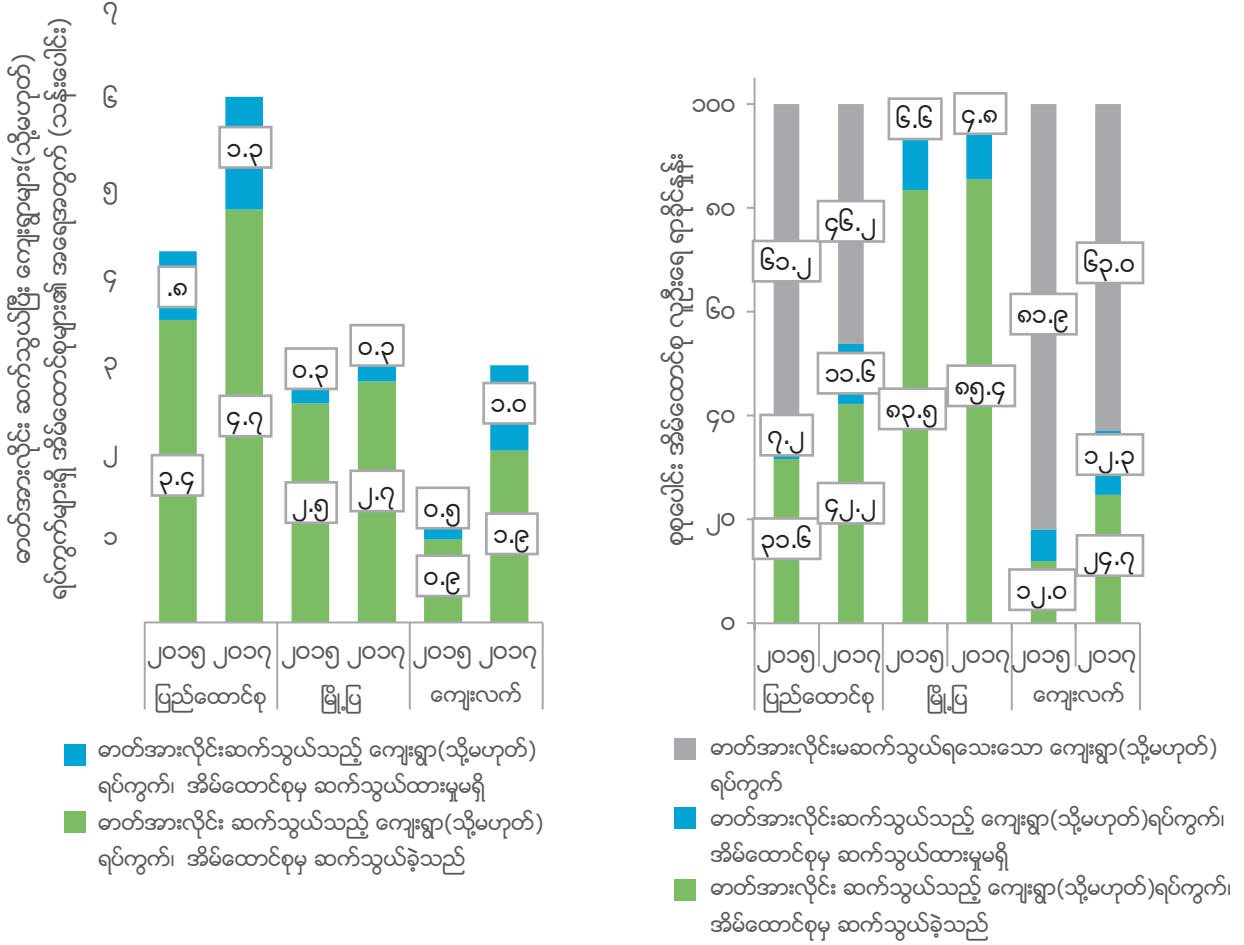 ဓာတ်အားလိုင်း ဆက်သွယ်ပြီး ကျေးရွာများ(သို့မဟုတ်)
ရပ်ကွက်များရှိ အိမ်ထောင်စုများ၏ အရေအတွက် (သန်းပေါင်း)
၇
၆
၅
၄
၃
၂
၁
၁.၃
.၈
၄.၇
၃.၄
၀.၃
၀.၃
၂.၅
၂.၇
၁.၀
၀.၅
၁.၉
၀.၉
၂၀၁၅ ၂၀၁၇ ၂၀၁၅ ၂၀၁၇ ၂၀၁၅ ၂၀၁၇
ပြည်ထောင်စု မြို့ပြ ကျေးလက်
ဓာတ်အားလိုင်းဆက်သွယ်သည့် ကျေးရွာ(သို့မဟုတ်)
ရပ်ကွက်၊ အိမ်ထောင်စုမှ ဆက်သွယ်ထားမှုမရှိ
ဓာတ်အားလိုင်း ဆက်သွယ်သည့် ကျေးရွာ(သို့မဟုတ်)
ရပ်ကွက်၊ အိမ်ထောင်စုမှ ဆက်သွယ်ခဲ့သည်
စုစုပေါင်း အိမ်ထောင်စု လူဦးရေ ရာခိုင်နှုန်း
၁၀၀
၈၀
၆၀
၄၀
၂၀
၀
၆.၆
၄.၈
၄၆.၂
၆၁.၂
၆၃.၀
၈၁.၉
၁၁.၆
၈၃.၅
၈၅.၄
၇.၂
၁၂.၃
၃၁.၆
၄၂.၂
၂၄.၇
၁၂.၀
၂၀၁၅ ၂၀၁၇ ၂၀၁၅ ၂၀၁၇ ၂၀၁၅ ၂၀၁၇
ပြည်ထောင်စု မြို့ပြ ကျေးလက်
ဓာတ်အားလိုင်းမဆက်သွယ်ရသေးသော ကျေးရွာ(သို့မဟုတ်)
ရပ်ကွက်
ဓာတ်အားလိုင်းဆက်သွယ်သည့် ကျေးရွာ(သို့မဟုတ်)ရပ်ကွက်၊
အိမ်ထောင်စုမှ ဆက်သွယ်ထားမှုမရှိ
ဓာတ်အားလိုင်း ဆက်သွယ်သည့် ကျေးရွာ(သို့မဟုတ်)ရပ်ကွက်၊
အိမ်ထောင်စုမှ ဆက်သွယ်ခဲ့သည်